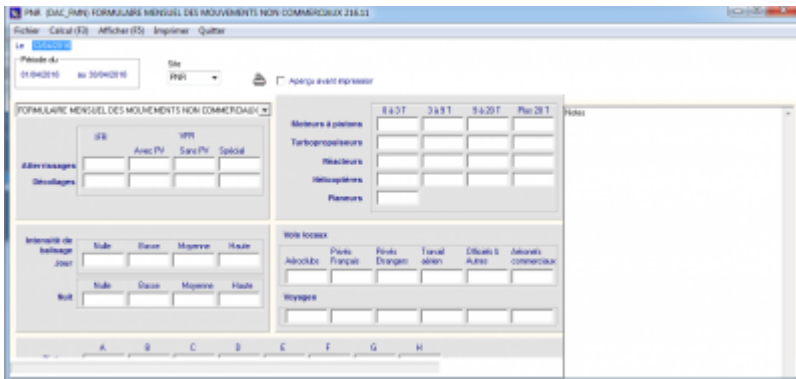 PNR (DAC_FMN) FORMULAIRE MENSUEL DES MOUVEMENTS NON COMMERCIAUX 216.11
Fichier Calcul (F3) Afficher (F5) Imprimer Quitter
Le
Période du
01/04/2016 au 30/04/2016
Site
PNR
Aperçu avant impression
FORMULAIRE MENSUEL DES MOUVEMENTS NON COMMERCIAUX
IFR VFR
Avec PV Sans PV Spécial
Atterrissages
Décollages
0 à 3 T 3 à 9 T 9 à 20 T Plus 20 T
Moteurs à pistons
Turbopropulseurs
Réacteurs
Hélicoptères
Planeurs
Notes
Intensité de balisage
Jour
Nulle Basse Moyenne Haute
Nuit
Nulle Basse Moyenne Haute
Vols locaux
Aéroclubs
Privés Français
Privés Etrangers
Travail aérien
Officiels & Autres
Aéronefs commerciaux
Voyages
A B C D E F G H